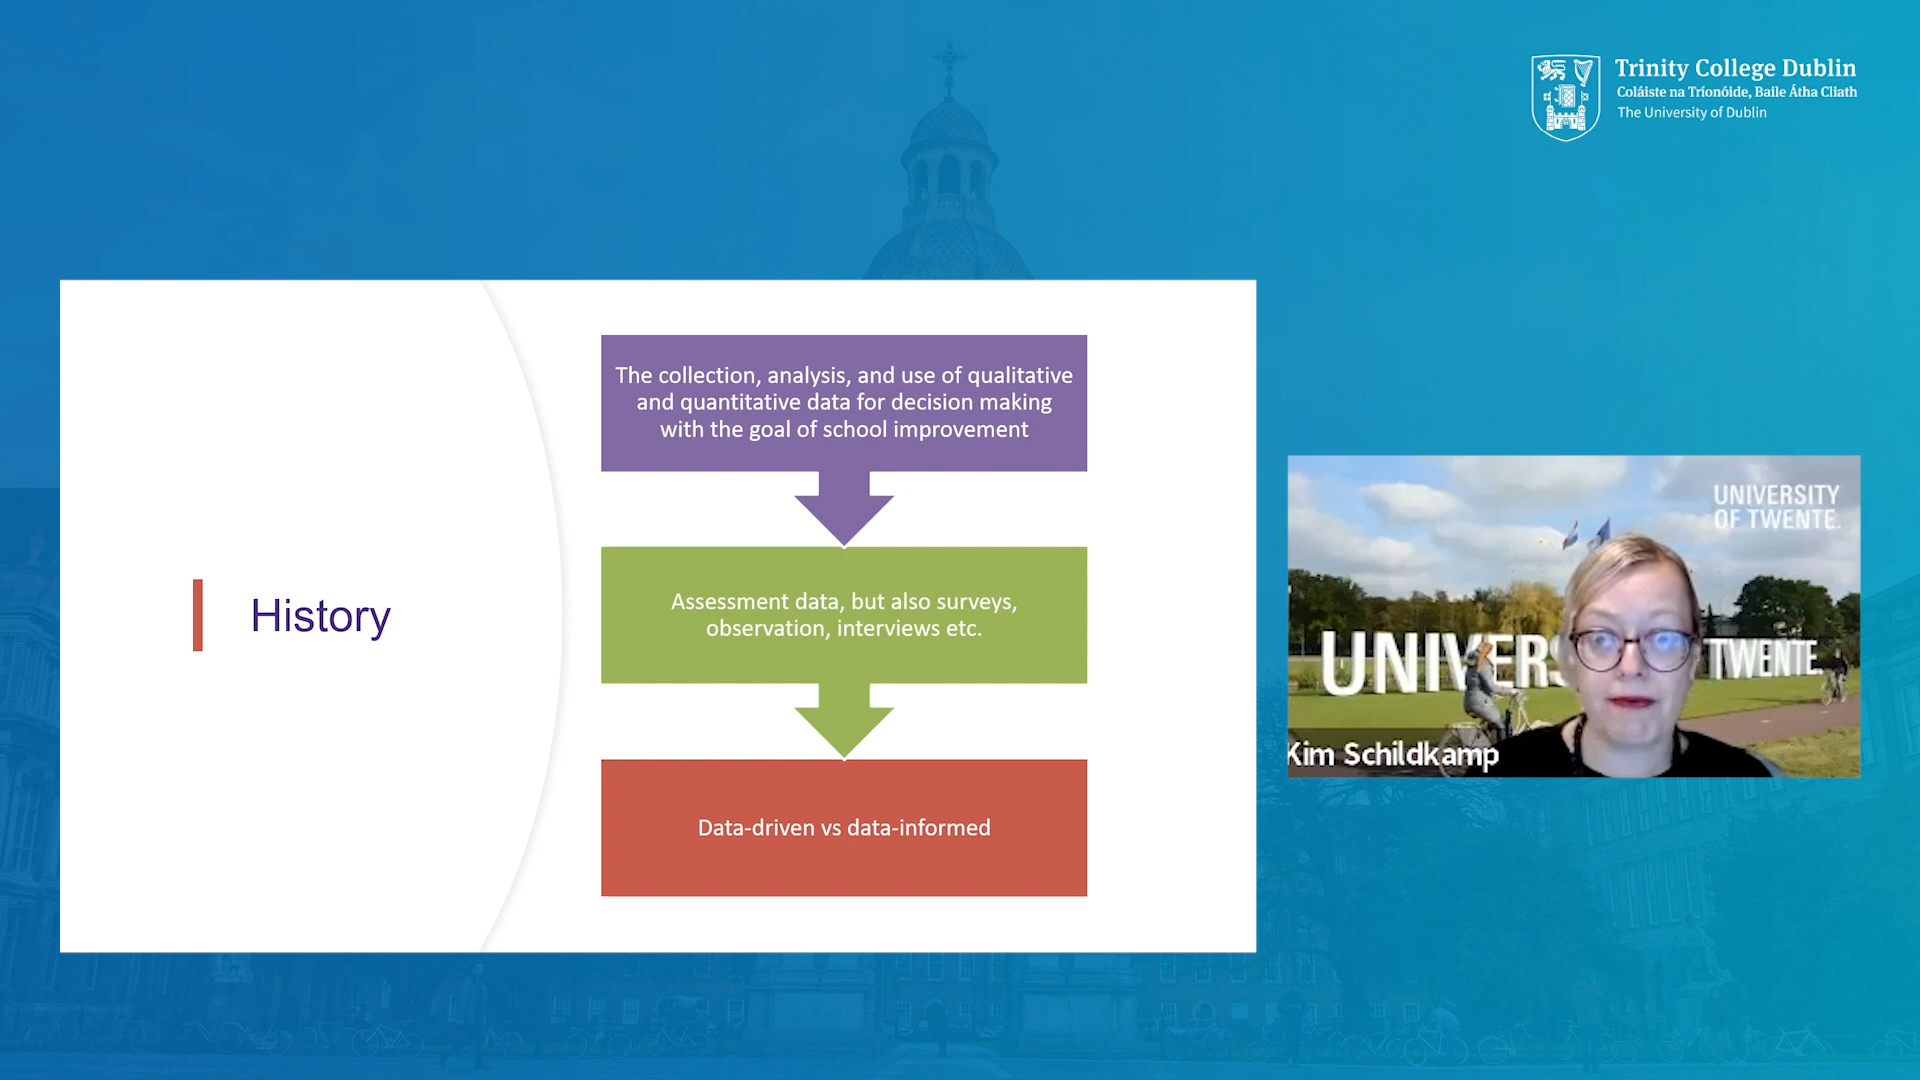 Trinity College Dublin
Coláiste na Tríonóide, Baile Átha Cliath
The University of Dublin
History
The collection, analysis, and use of qualitative
and quantitative data for decision making
with the goal of school improvement
Assessment data, but also surveys,
observation, interviews etc.
Data-driven vs data-informed
UNIVERSITY
OF TWENTE.
UNIVERS TWENTE.
Kim Schildkamp